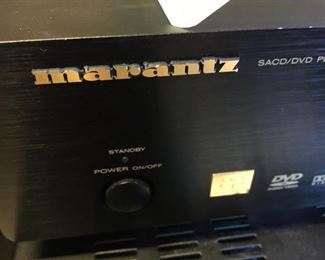 marantz
SACD/DVD
STANDBY
POWER ON/OFF
DVD